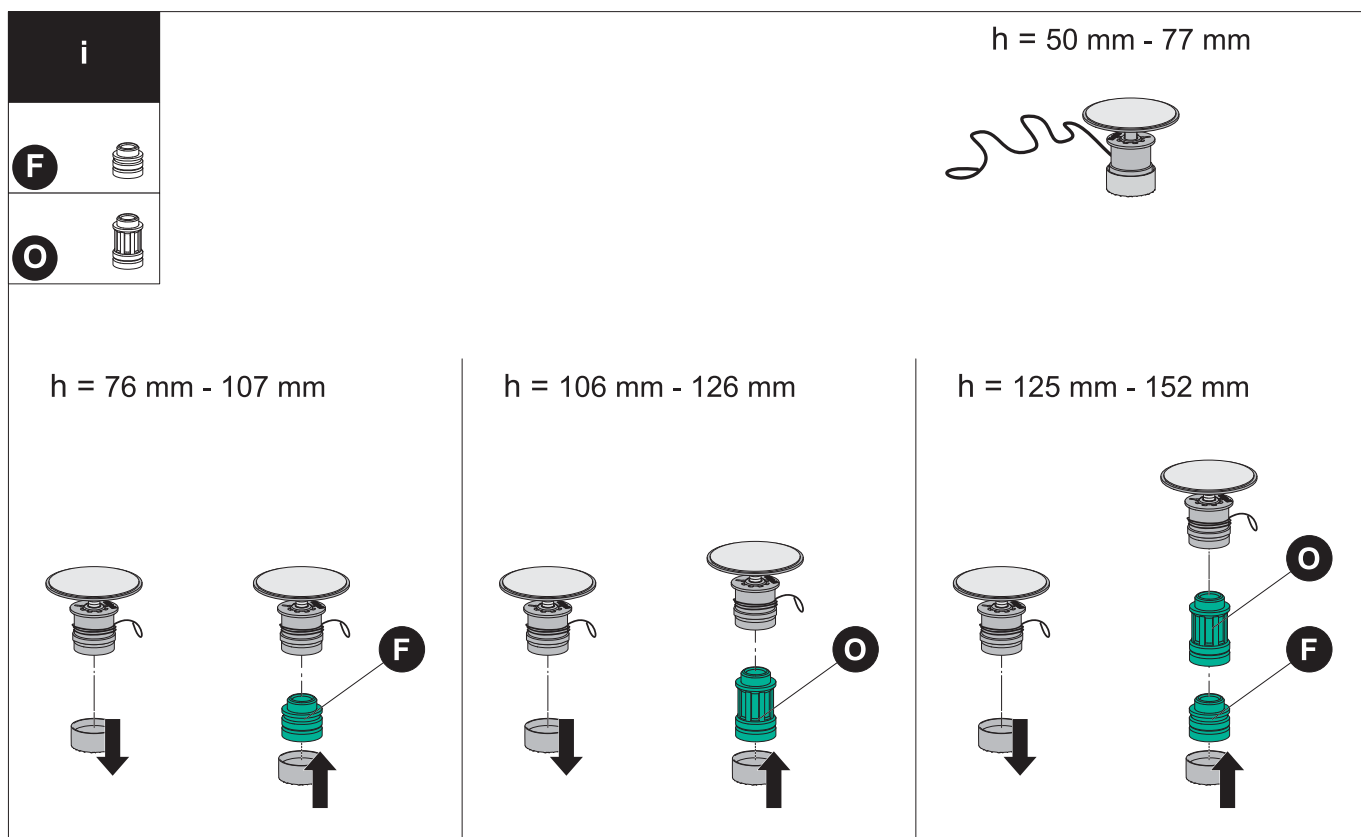 i
h = 50 mm - 77 mm
F
O
h = 76 mm - 107 mm
h = 106 mm - 126 mm
h = 125 mm - 152 mm
F
O
O
F